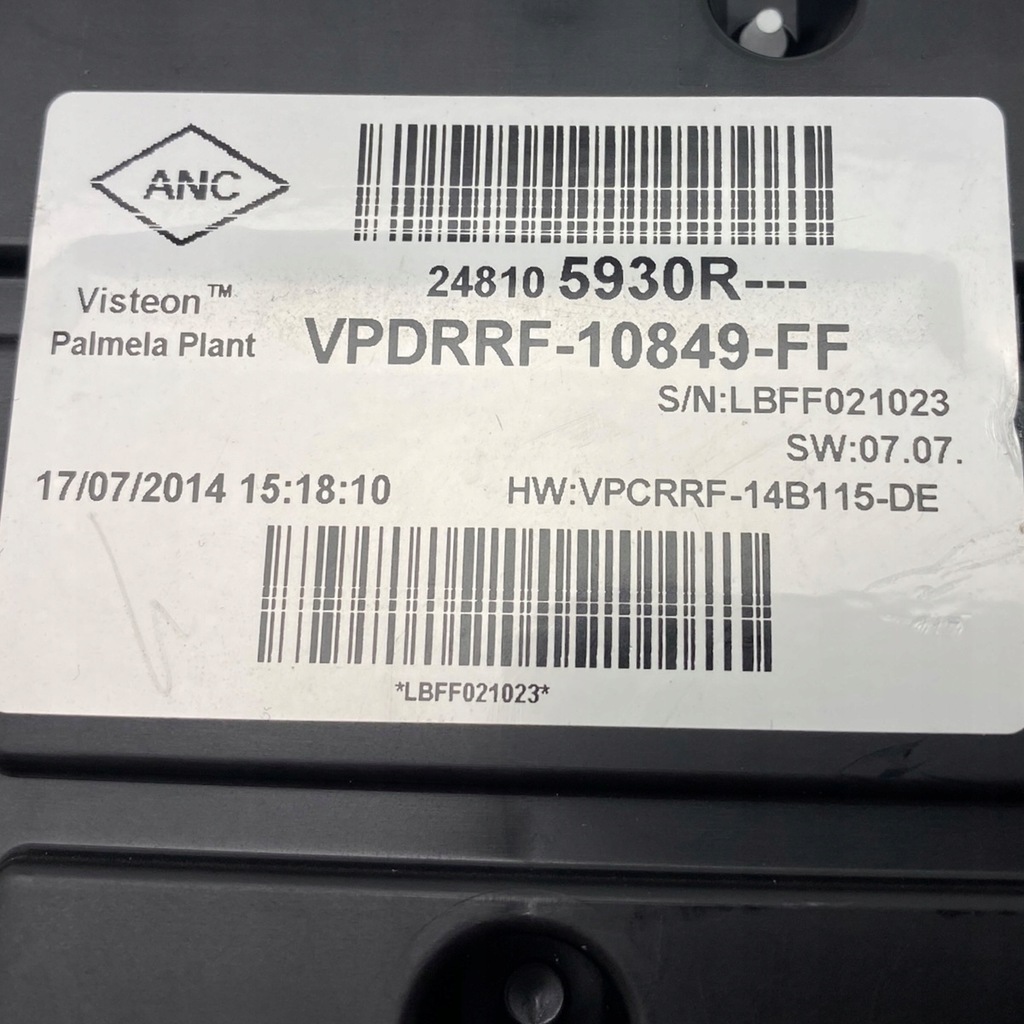 ANC
24810 5930R---
Visteon™
Palmela Plant
VPDRRF-10849-FF
S/N:LBFF021023
SW:07.07.
17/07/2014 15:18:10
HW:VPCRRF-14B115-DE
*LBFF021023*